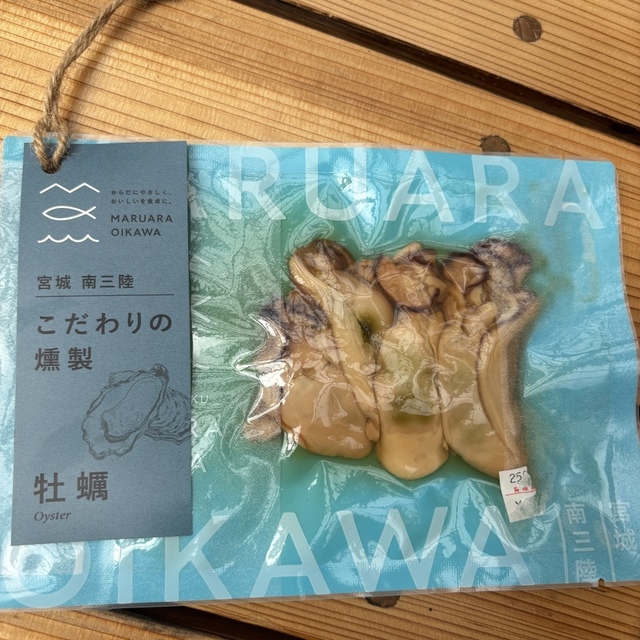 からだにやさしく、
おいしいを食卓に。
MARUARA
OIKAWA
宮城 南三陸
こだわりの
燻製
牡蠣
Oyster
MARUARA
OIKAWA
宮城
南三陸